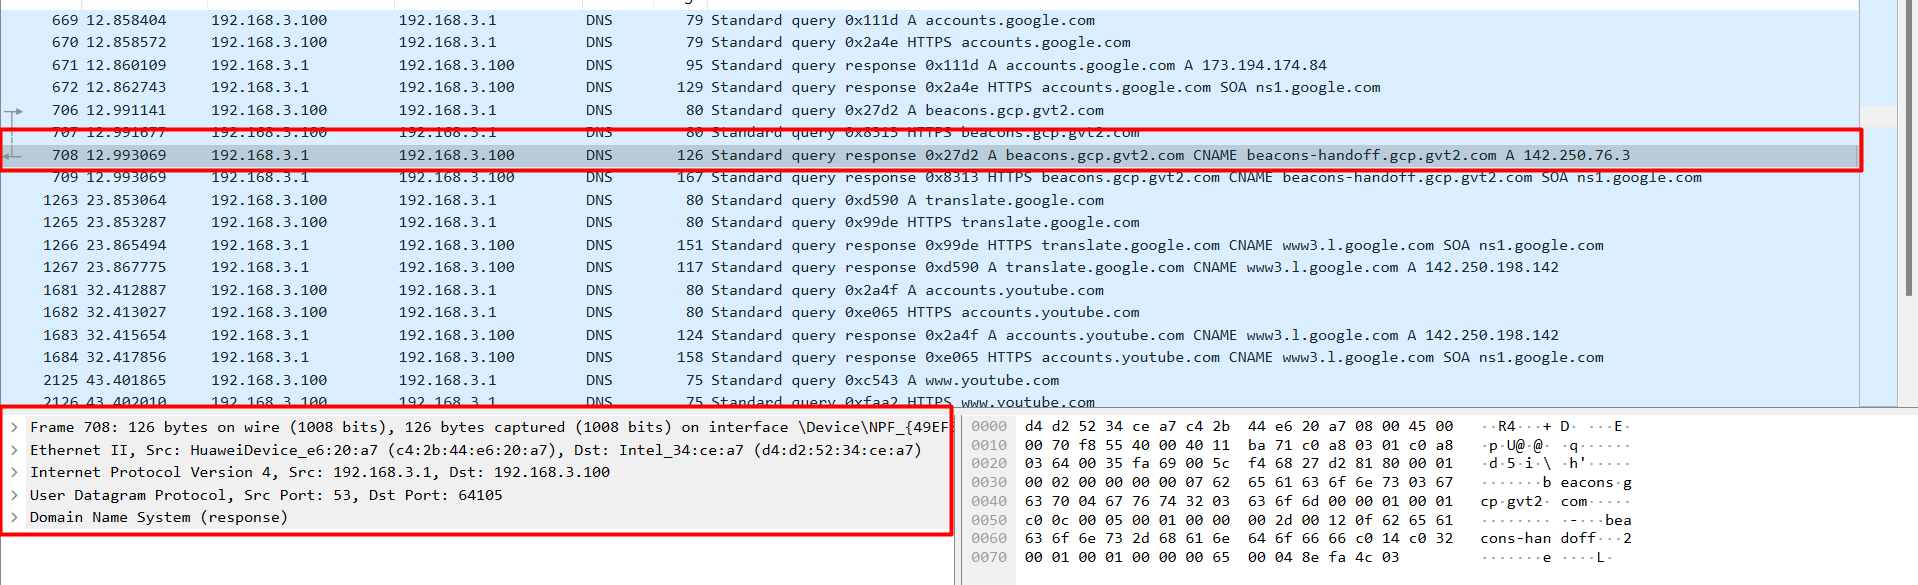 669 12.858404 192.168.3.100 192.168.3.1 DNS 79 Standard query 0x111d A accounts.google.com
670 12.858572 192.168.3.100 192.168.3.1 DNS 79 Standard query 0x2a4e HTTPS accounts.google.com
671 12.860109 192.168.3.1 192.168.3.100 DNS 95 Standard query response 0x111d A accounts.google.com A 173.194.174.84
672 12.862743 192.168.3.1 192.168.3.100 DNS 129 Standard query response 0x2a4e HTTPS accounts.google.com SOA ns1.google.com
706 12.991141 192.168.3.100 192.168.3.1 DNS 80 Standard query 0x27d2 A beacons.gcp.gvt2.com
707 12.991677 192.168.3.100 192.168.3.1 DNS 80 Standard query 0x8313 HTTPS beacons.gcp.gvt2.com
708 12.993069 192.168.3.1 192.168.3.100 DNS 126 Standard query response 0x27d2 A beacons.gcp.gvt2.com CNAME beacons-handoff.gcp.gvt2.com A 142.250.76.3
709 12.993069 192.168.3.1 192.168.3.100 DNS 167 Standard query response 0x8313 HTTPS beacons.gcp.gvt2.com CNAME beacons-handoff.gcp.gvt2.com SOA ns1.google.com
1263 23.853064 192.168.3.100 192.168.3.1 DNS 80 Standard query 0xd590 A translate.google.com
1265 23.853287 192.168.3.100 192.168.3.1 DNS 80 Standard query 0x99de HTTPS translate.google.com
1266 23.865494 192.168.3.1 192.168.3.100 DNS 151 Standard query response 0x99de HTTPS translate.google.com CNAME www3.l.google.com SOA ns1.google.com
1267 23.867775 192.168.3.1 192.168.3.100 DNS 117 Standard query response 0xd590 A translate.google.com CNAME www3.l.google.com A 142.250.198.142
1681 32.412887 192.168.3.100 192.168.3.1 DNS 80 Standard query 0x2a4f A accounts.youtube.com
1682 32.413027 192.168.3.100 192.168.3.1 DNS 80 Standard query 0xe065 HTTPS accounts.youtube.com
1683 32.415654 192.168.3.1 192.168.3.100 DNS 124 Standard query response 0x2a4f A accounts.youtube.com CNAME www3.l.google.com A 142.250.198.142
1684 32.417856 192.168.3.1 192.168.3.100 DNS 158 Standard query response 0xe065 HTTPS accounts.youtube.com CNAME www3.l.google.com SOA ns1.google.com
2125 43.401865 192.168.3.100 192.168.3.1 DNS 75 Standard query 0xc543 A www.youtube.com
2126 43.402010 192.168.3.100 192.168.3.1 DNS 75 Standard query 0xfaa2 HTTPS www.youtube.com
Frame 708: 126 bytes on wire (1008 bits), 126 bytes captured (1008 bits) on interface \Device\NPF_{49EF
Ethernet II, Src: HuaweiDevice_e6:20:a7 (c4:2b:44:e6:20:a7), Dst: Intel_34:ce:a7 (d4:d2:52:34:ce:a7)
Internet Protocol Version 4, Src: 192.168.3.1, Dst: 192.168.3.100
User Datagram Protocol, Src Port: 53, Dst Port: 64105
Domain Name System (response)
0000 d4 d2 52 34 ce a7 c4 2b 44 e6 20 a7 08 00 45 00 ··R4···+ D· ···E·
0010 00 70 f8 55 40 00 40 11 ba 71 c0 a8 03 01 c0 a8 ·p·U@·@· ·q······
0020 03 64 00 35 fa 69 00 5c f4 68 27 d2 81 80 00 01 ·d·5·i·\ ·h'·····
0030 00 02 00 00 00 00 07 62 65 61 63 6f 6e 73 03 67 ·······b eacons·g
0040 63 70 04 67 76 74 32 03 63 6f 6d 00 00 01 00 01 cp·gvt2· com·····
0050 c0 0c 00 05 00 01 00 00 00 2d 00 12 0f 62 65 61 ········ ·-···bea
0060 63 6f 6e 73 2d 68 61 6e 64 6f 66 66 c0 14 c0 32 cons-han doff···2
0070 00 01 00 01 00 00 00 65 00 04 8e fa 4c 03 ·······e ····L·